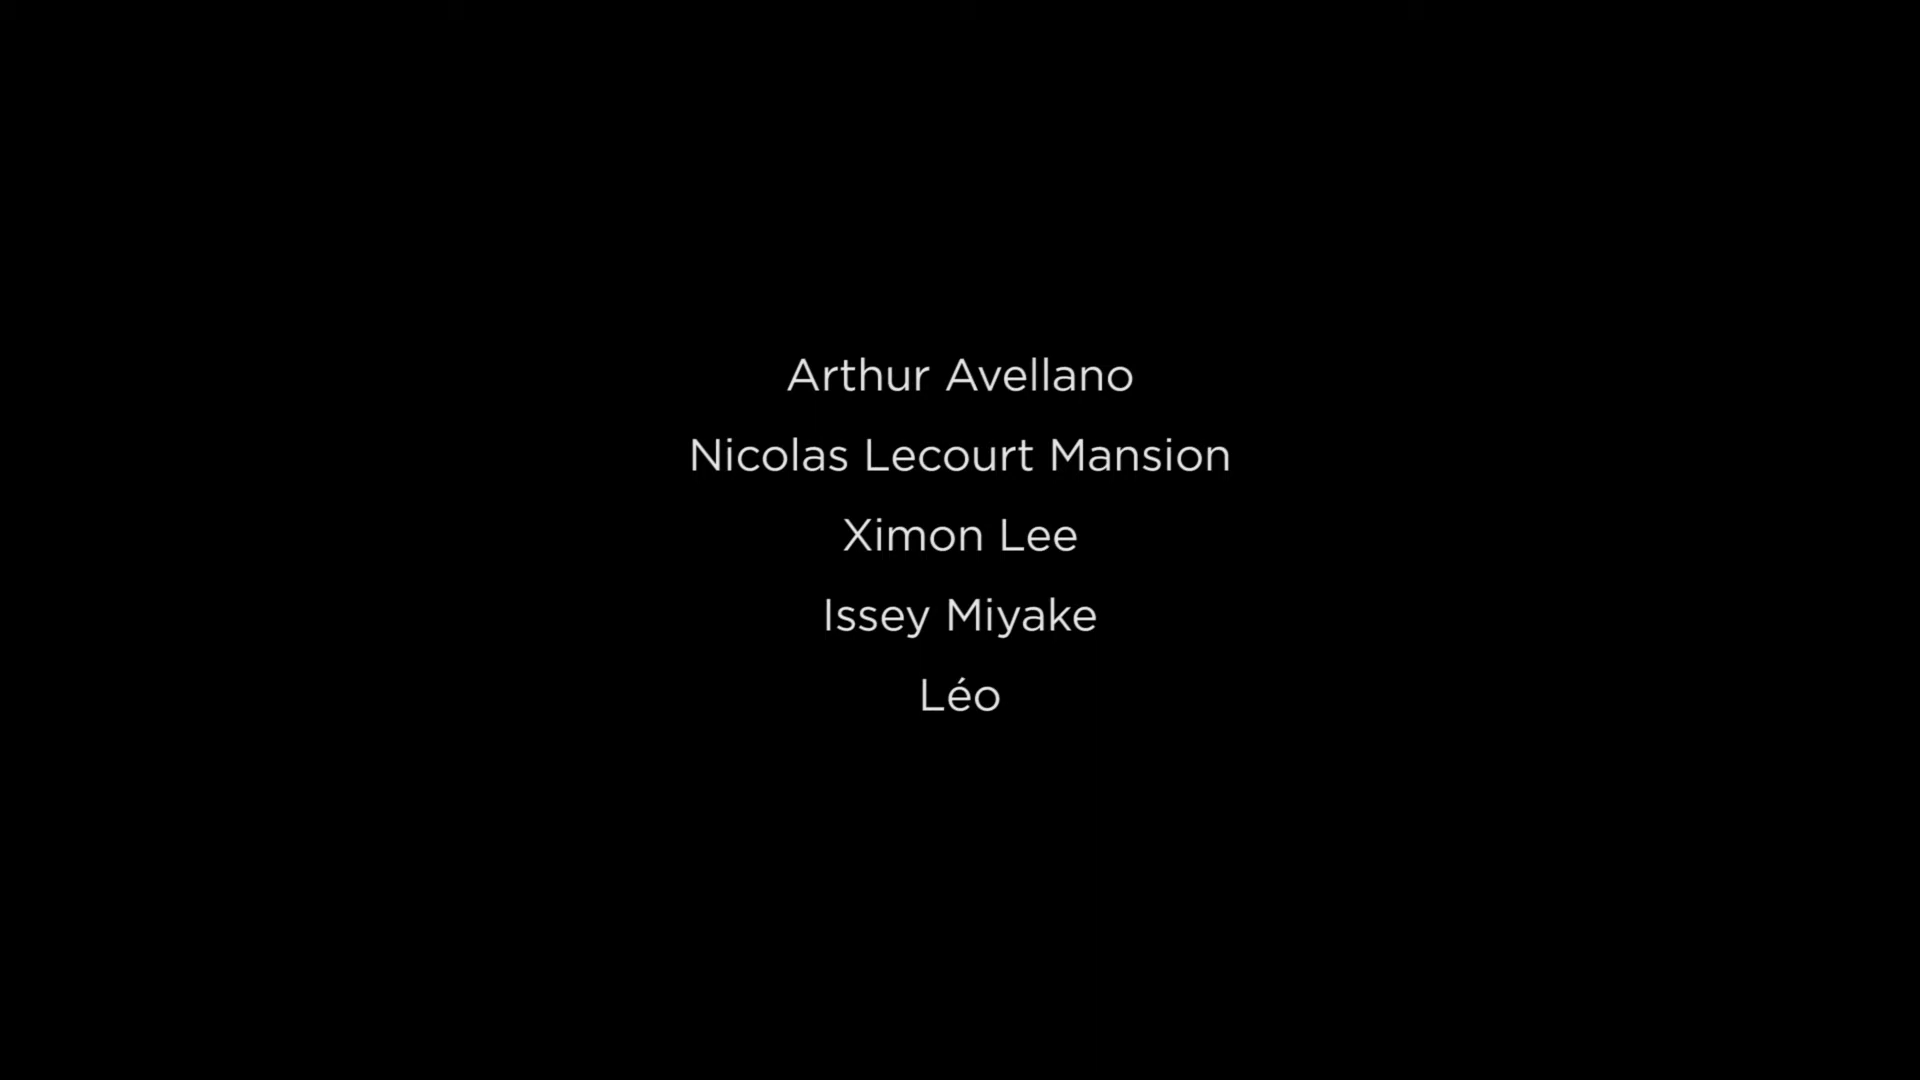 Arthur Avellano
Nicolas Lecourt Mansion
Ximon Lee
Issey Miyake
Léo